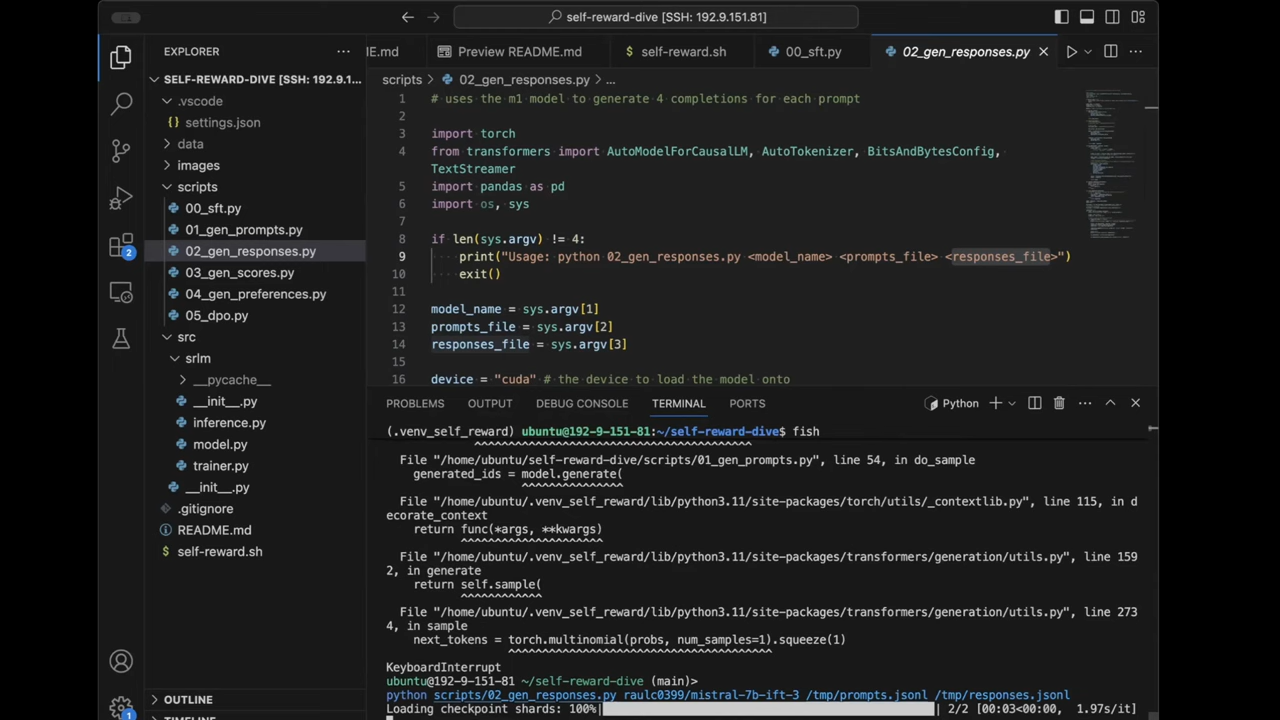 self-reward-dive [SSH: 192.9.151.81]
EXPLORER
E.md
Preview README.md
self-reward.sh
00_sft.py
02_gen_responses.py
SELF-REWARD-DIVE [SSH: 192.9.1...
scripts > 02_gen_responses.py > ...
.vscode
settings.json
data
images
scripts
00_sft.py
01_gen_prompts.py
02_gen_responses.py
03_gen_scores.py
04_gen_preferences.py
05_dpo.py
src
srlm
__pycache__
__init__.py
inference.py
model.py
trainer.py
__init__.py
.gitignore
README.md
self-reward.sh
OUTLINE
2
1
1 # uses the m1 model to generate 4 completions for each prompt
2
3 import torch
4 from transformers import AutoModelForCausalLM, AutoTokenizer, BitsAndBytesConfig,
TextStreamer
5 import pandas as pd
6 import os, sys
7
8 if len(sys.argv) != 4:
9 print("Usage: python 02_gen_responses.py <model_name> <prompts_file> <responses_file>")
10 exit()
11
12 model_name = sys.argv[1]
13 prompts_file = sys.argv[2]
14 responses_file = sys.argv[3]
15
16 device = "cuda" # the device to load the model onto
PROBLEMS OUTPUT DEBUG CONSOLE TERMINAL PORTS
Python
(.venv_self_reward) ubuntu@192-9-151-81:~/self-reward-dive$ fish
^^^^^^^^^^^^^^^^^^^^^^^^^^^^^^^^^^^^^^^
File "/home/ubuntu/self-reward-dive/scripts/01_gen_prompts.py", line 54, in do_sample
generated_ids = model.generate(
^^^^^^^^^^^^^^^
File "/home/ubuntu/.venv_self_reward/lib/python3.11/site-packages/torch/utils/_contextlib.py", line 115, in d
ecorate_context
return func(*args, **kwargs)
^^^^^^^^^^^^^^^^^^^^^
File "/home/ubuntu/.venv_self_reward/lib/python3.11/site-packages/transformers/generation/utils.py", line 159
2, in generate
return self.sample(
^^^^^^^^^^^^
File "/home/ubuntu/.venv_self_reward/lib/python3.11/site-packages/transformers/generation/utils.py", line 273
4, in sample
next_tokens = torch.multinomial(probs, num_samples=1).squeeze(1)
^^^^^^^^^^^^^^^^^^^^^^^^^^^^^^^^^^^^^
KeyboardInterrupt
ubuntu@192-9-151-81 ~/self-reward-dive (main)>
python scripts/02_gen_responses.py raulc0399/mistral-7b-ift-3 /tmp/prompts.jsonl /tmp/responses.jsonl
Loading checkpoint shards: 100%| | 2/2 [00:03<00:00, 1.97s/it]